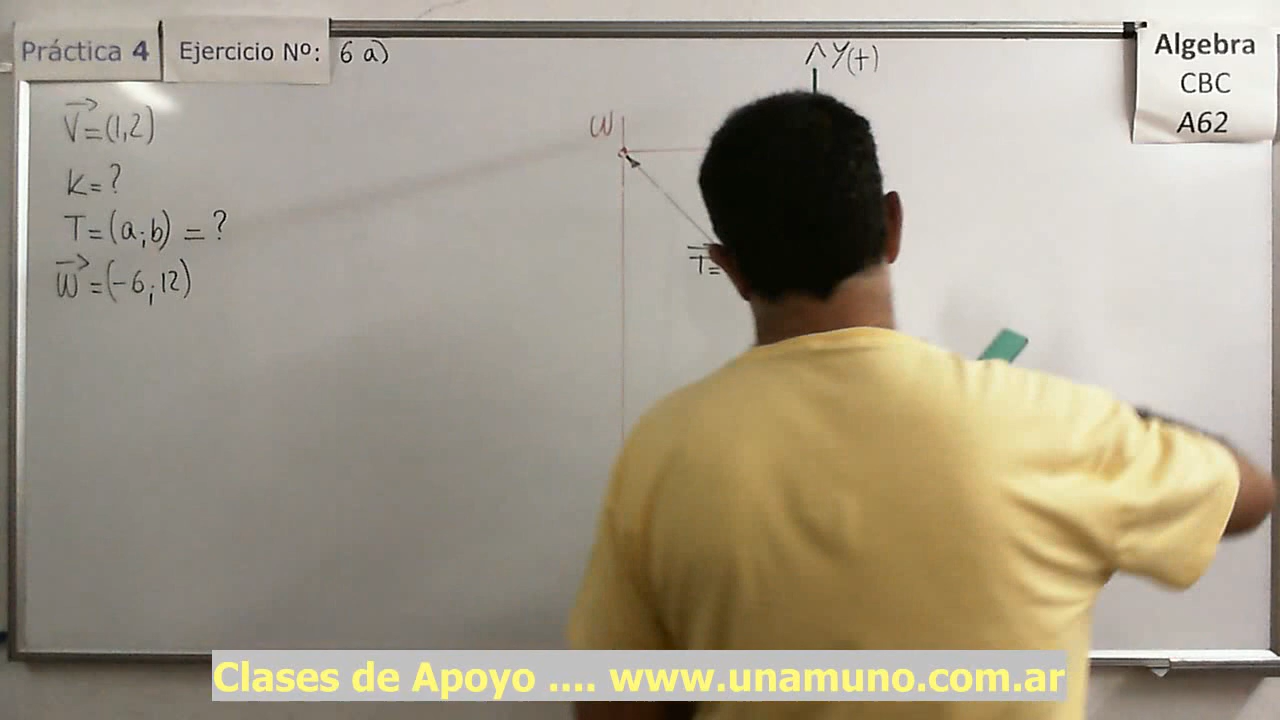 Práctica 4
Ejercicio Nº: 6 a)
Algebra
CBC
A62
V=(1,2)
K=?
T=(a;b)=?
W=(-6;12)
Y(+)
W
T=
Clases de Apoyo .... www.unamuno.com.ar